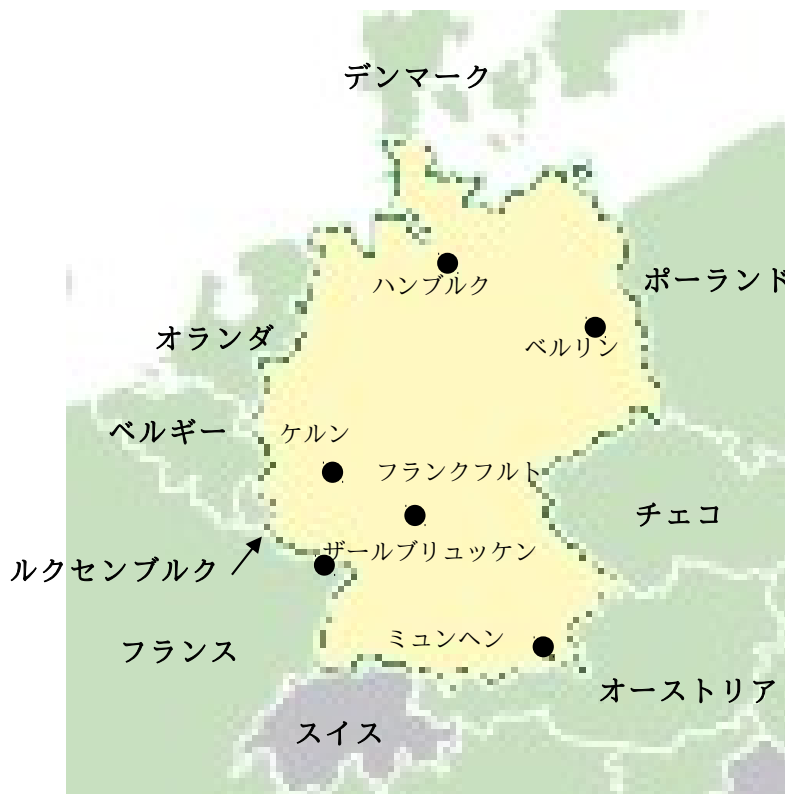 デンマーク
ハンブルク
ポーランド
オランダ
ベルリン
ベルギー
ケルン
フランクフルト
チェコ
ザールブリュッケン
ルクセンブルク
ミュンヘン
フランス
オーストリア
スイス